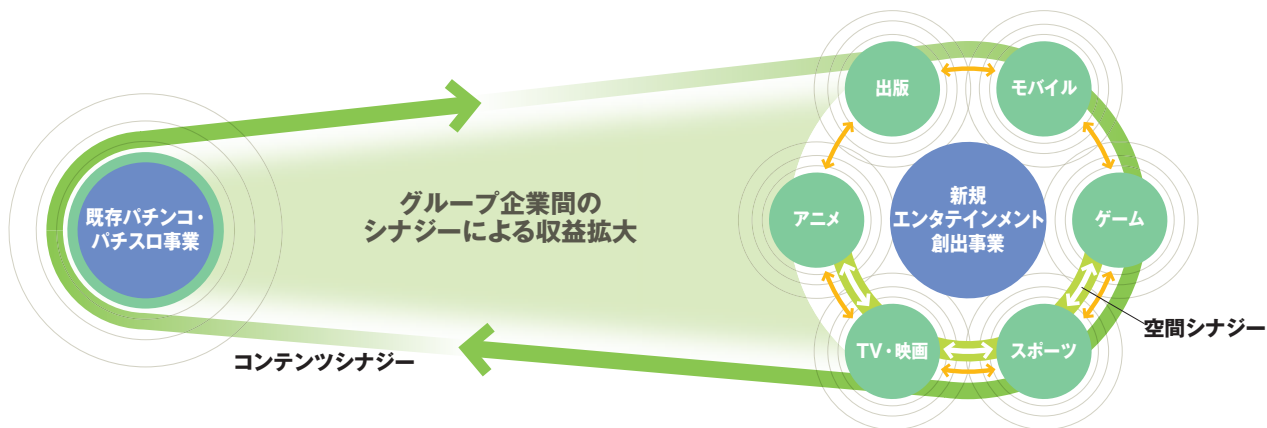 既存パチンコ・
パチスロ事業
グループ企業間の
シナジーによる収益拡大
コンテンツシナジー
出版
モバイル
アニメ
新規
エンタテインメント
創出事業
ゲーム
TV・映画
スポーツ
空間シナジー